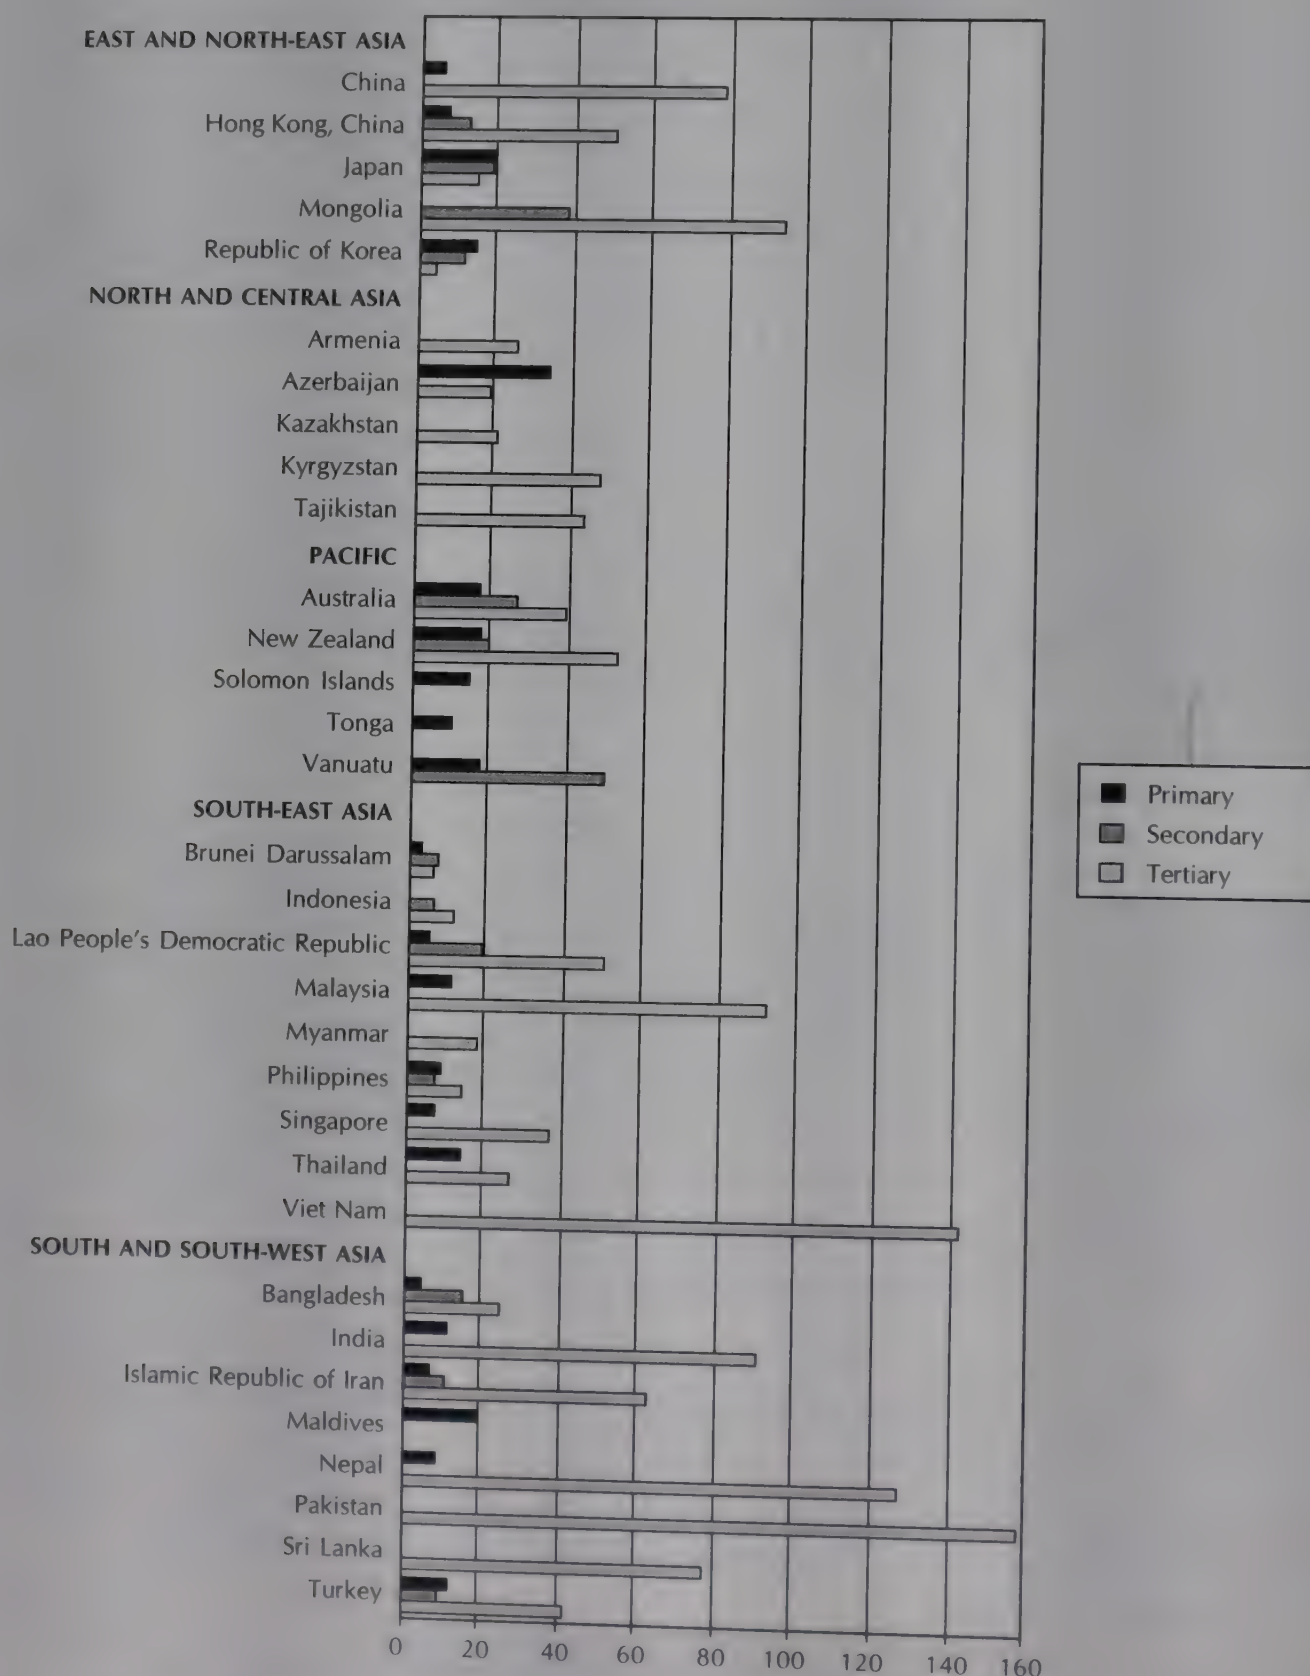 EAST AND NORTH-EAST ASIA
China
Hong Kong, China
Japan
Mongolia
Republic of Korea
NORTH AND CENTRAL ASIA
Armenia
Azerbaijan
Kazakhstan
Kyrgyzstan
Tajikistan
PACIFIC
Australia
New Zealand
Solomon Islands
Tonga
Vanuatu
SOUTH-EAST ASIA
Brunei Darussalam
Indonesia
Lao People's Democratic Republic
Malaysia
Myanmar
Philippines
Singapore
Thailand
Viet Nam
SOUTH AND SOUTH-WEST ASIA
Bangladesh
India
Islamic Republic of Iran
Maldives
Nepal
Pakistan
Sri Lanka
Turkey
0 20 40 60 80 100 120 140 160
Primary
Secondary
Tertiary